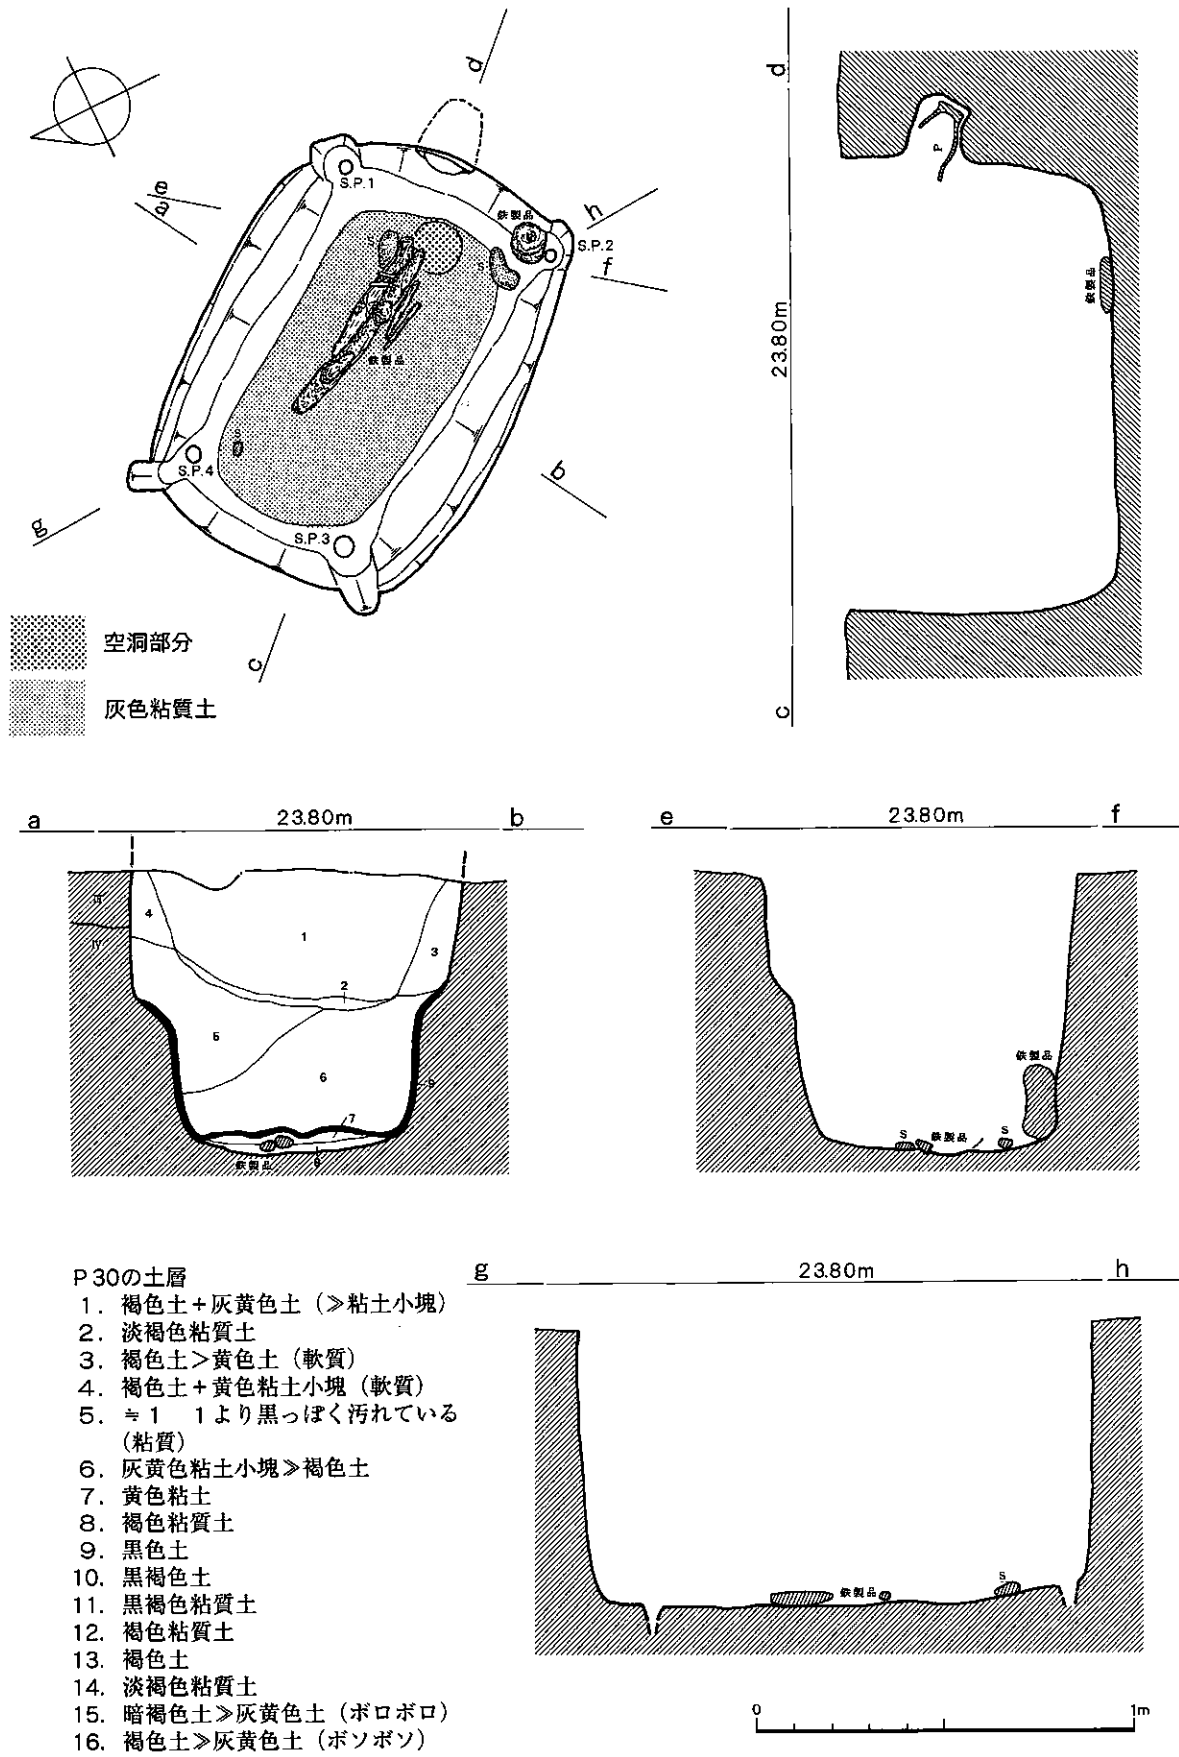 d
S.P.1
e
a
鉄製品
h
S.P.2
f
S
S
鉄製品
S
S.P.4
b
g
S.P.3
c
空洞部分
灰色粘質土
d
P
鉄製品
23.80m
c
a 23.80m b
III
IV
4
1
3
2
5
6
9
7
鉄製品
8
e 23.80m f
鉄製品
S 鉄製品 S
g 23.80m h
鉄製品
S
P30の土層
1. 褐色土+灰黄色土(≫粘土小塊)
2. 淡褐色粘質土
3. 褐色土>黄色土(軟質)
4. 褐色土+黄色粘土小塊(軟質)
5. ≒1 1より黒っぽく汚れている
(粘質)
6. 灰黄色粘土小塊≫褐色土
7. 黄色粘土
8. 褐色粘質土
9. 黒色土
10. 黒褐色土
11. 黒褐色粘質土
12. 褐色粘質土
13. 褐色土
14. 淡褐色粘質土
15. 暗褐色土≫灰黄色土(ボロボロ)
16. 褐色土≫灰黄色土(ボソボソ)
0 1m